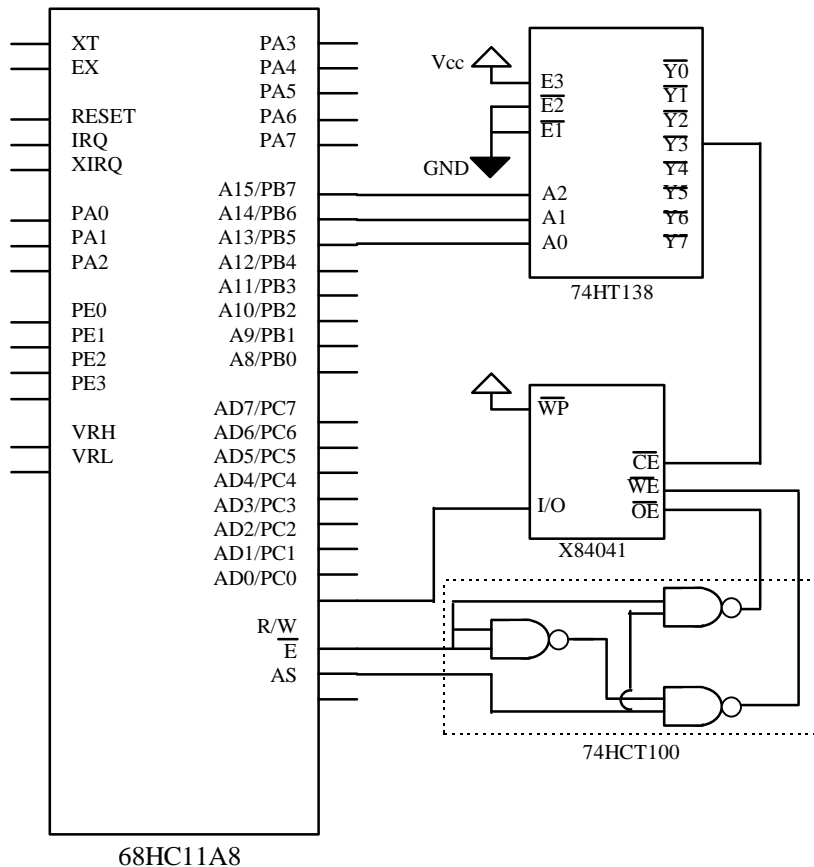 XT
EX
RESET
IRQ
XIRQ
PA0
PA1
PA2
PE0
PE1
PE2
PE3
VRH
VRL
PA3
PA4
PA5
PA6
PA7
A15/PB7
A14/PB6
A13/PB5
A12/PB4
A11/PB3
A10/PB2
A9/PB1
A8/PB0
AD7/PC7
AD6/PC6
AD5/PC5
AD4/PC4
AD3/PC3
AD2/PC2
AD1/PC1
AD0/PC0
R/W
E
AS
68HC11A8
Vcc
GND
E3
E2
E1
A2
A1
A0
Y0
Y1
Y2
Y3
Y4
Y5
Y6
Y7
74HT138
WP
I/O
CE
WE
OE
X84041
74HCT100